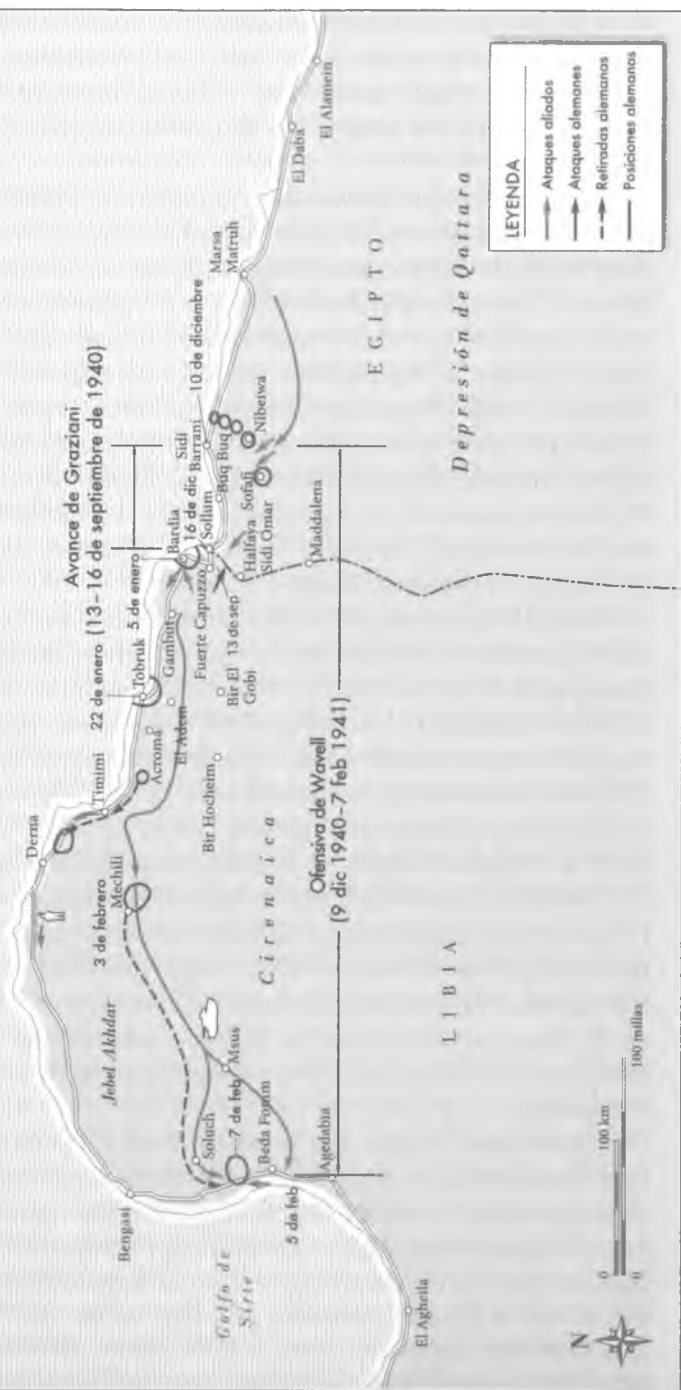 Avance de Graziani
(13–16 de septiembre de 1940)
22 de enero
5 de enero
16 de dic
10 de diciembre
Derna
Timimi
Tobruk
Bardia
Sidi
Barrani
Marsa
Matruh
El Daba
El Alamein
3 de febrero
Mechili
Acroma
El Adem
Gambut
Fuerte Capuzzo
Sollum
Buq Buq
Nibeiwa
Halfaya
Sofafi
Sidi Omar
13 de sep
Bir El
Gobi
Bir Hocheim
Maddalena
Jebel Akhdar
Bengasi
Soluch
Msus
7 de feb
Beda Fomm
5 de feb
Agedabia
El Agheila
Golfo de
Sirte
Cirenaica
Ofensiva de Wavell
(9 dic 1940–7 feb 1941)
LIBIA
EGIPTO
Depresión de Qattara
N
0 100 km
0 100 millas
LEYENDA
Ataques aliados
Ataques alemanes
Retiradas alemanas
Posiciones alemanas